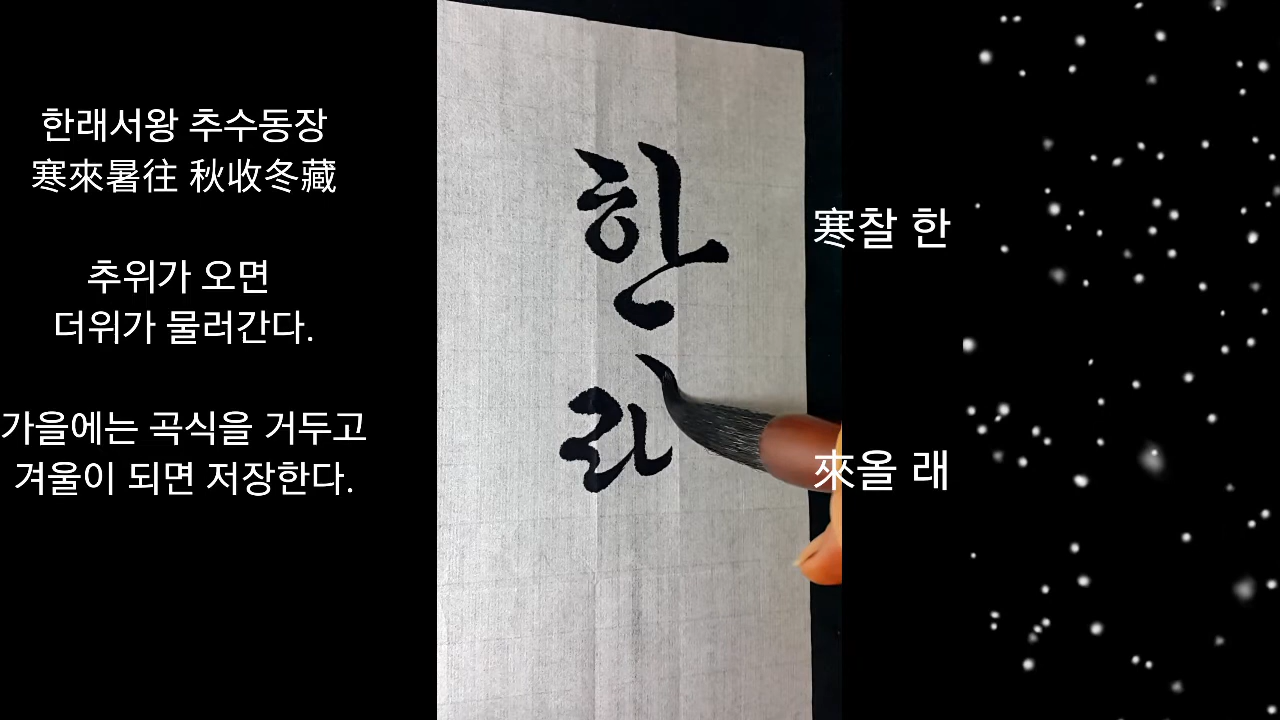 한래서왕 추수동장
寒來暑往 秋收冬藏
추위가 오면
더위가 물러간다.
가을에는 곡식을 거두고
겨울이 되면 저장한다.
한
寒찰 한
來올 래